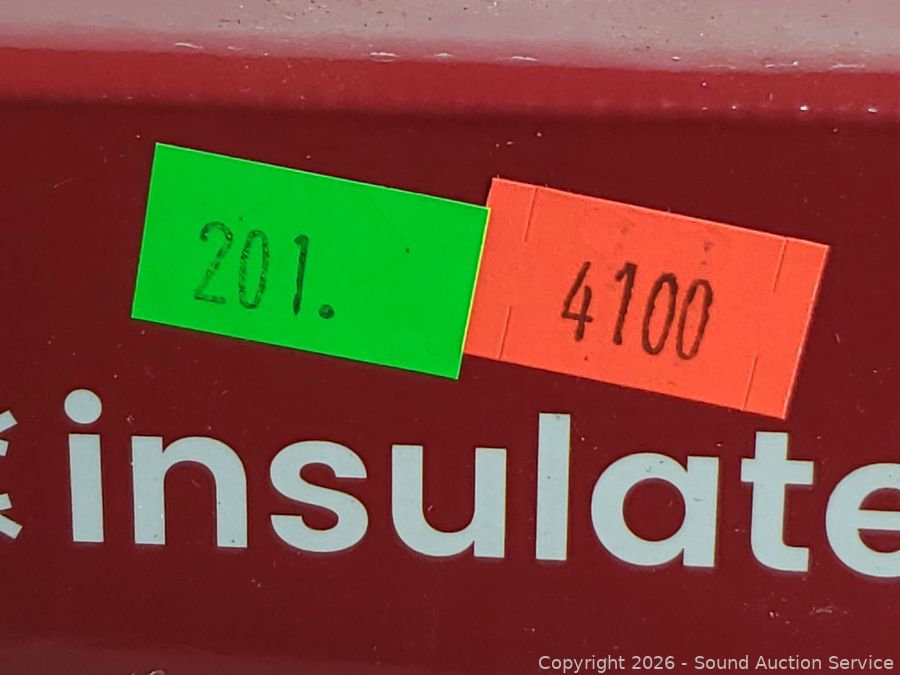 201.
4100
insulate
Copyright 2026 - Sound Auction Service